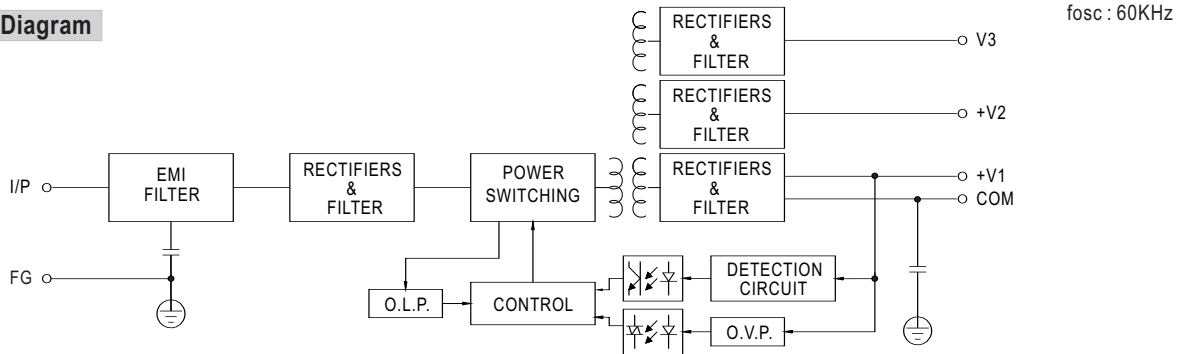 Diagram
fosc : 60KHz
RECTIFIERS
&
FILTER
V3
RECTIFIERS
&
FILTER
+V2
I/P
EMI
FILTER
RECTIFIERS
&
FILTER
POWER
SWITCHING
RECTIFIERS
&
FILTER
+V1
COM
FG
O.L.P.
CONTROL
DETECTION
CIRCUIT
O.V.P.